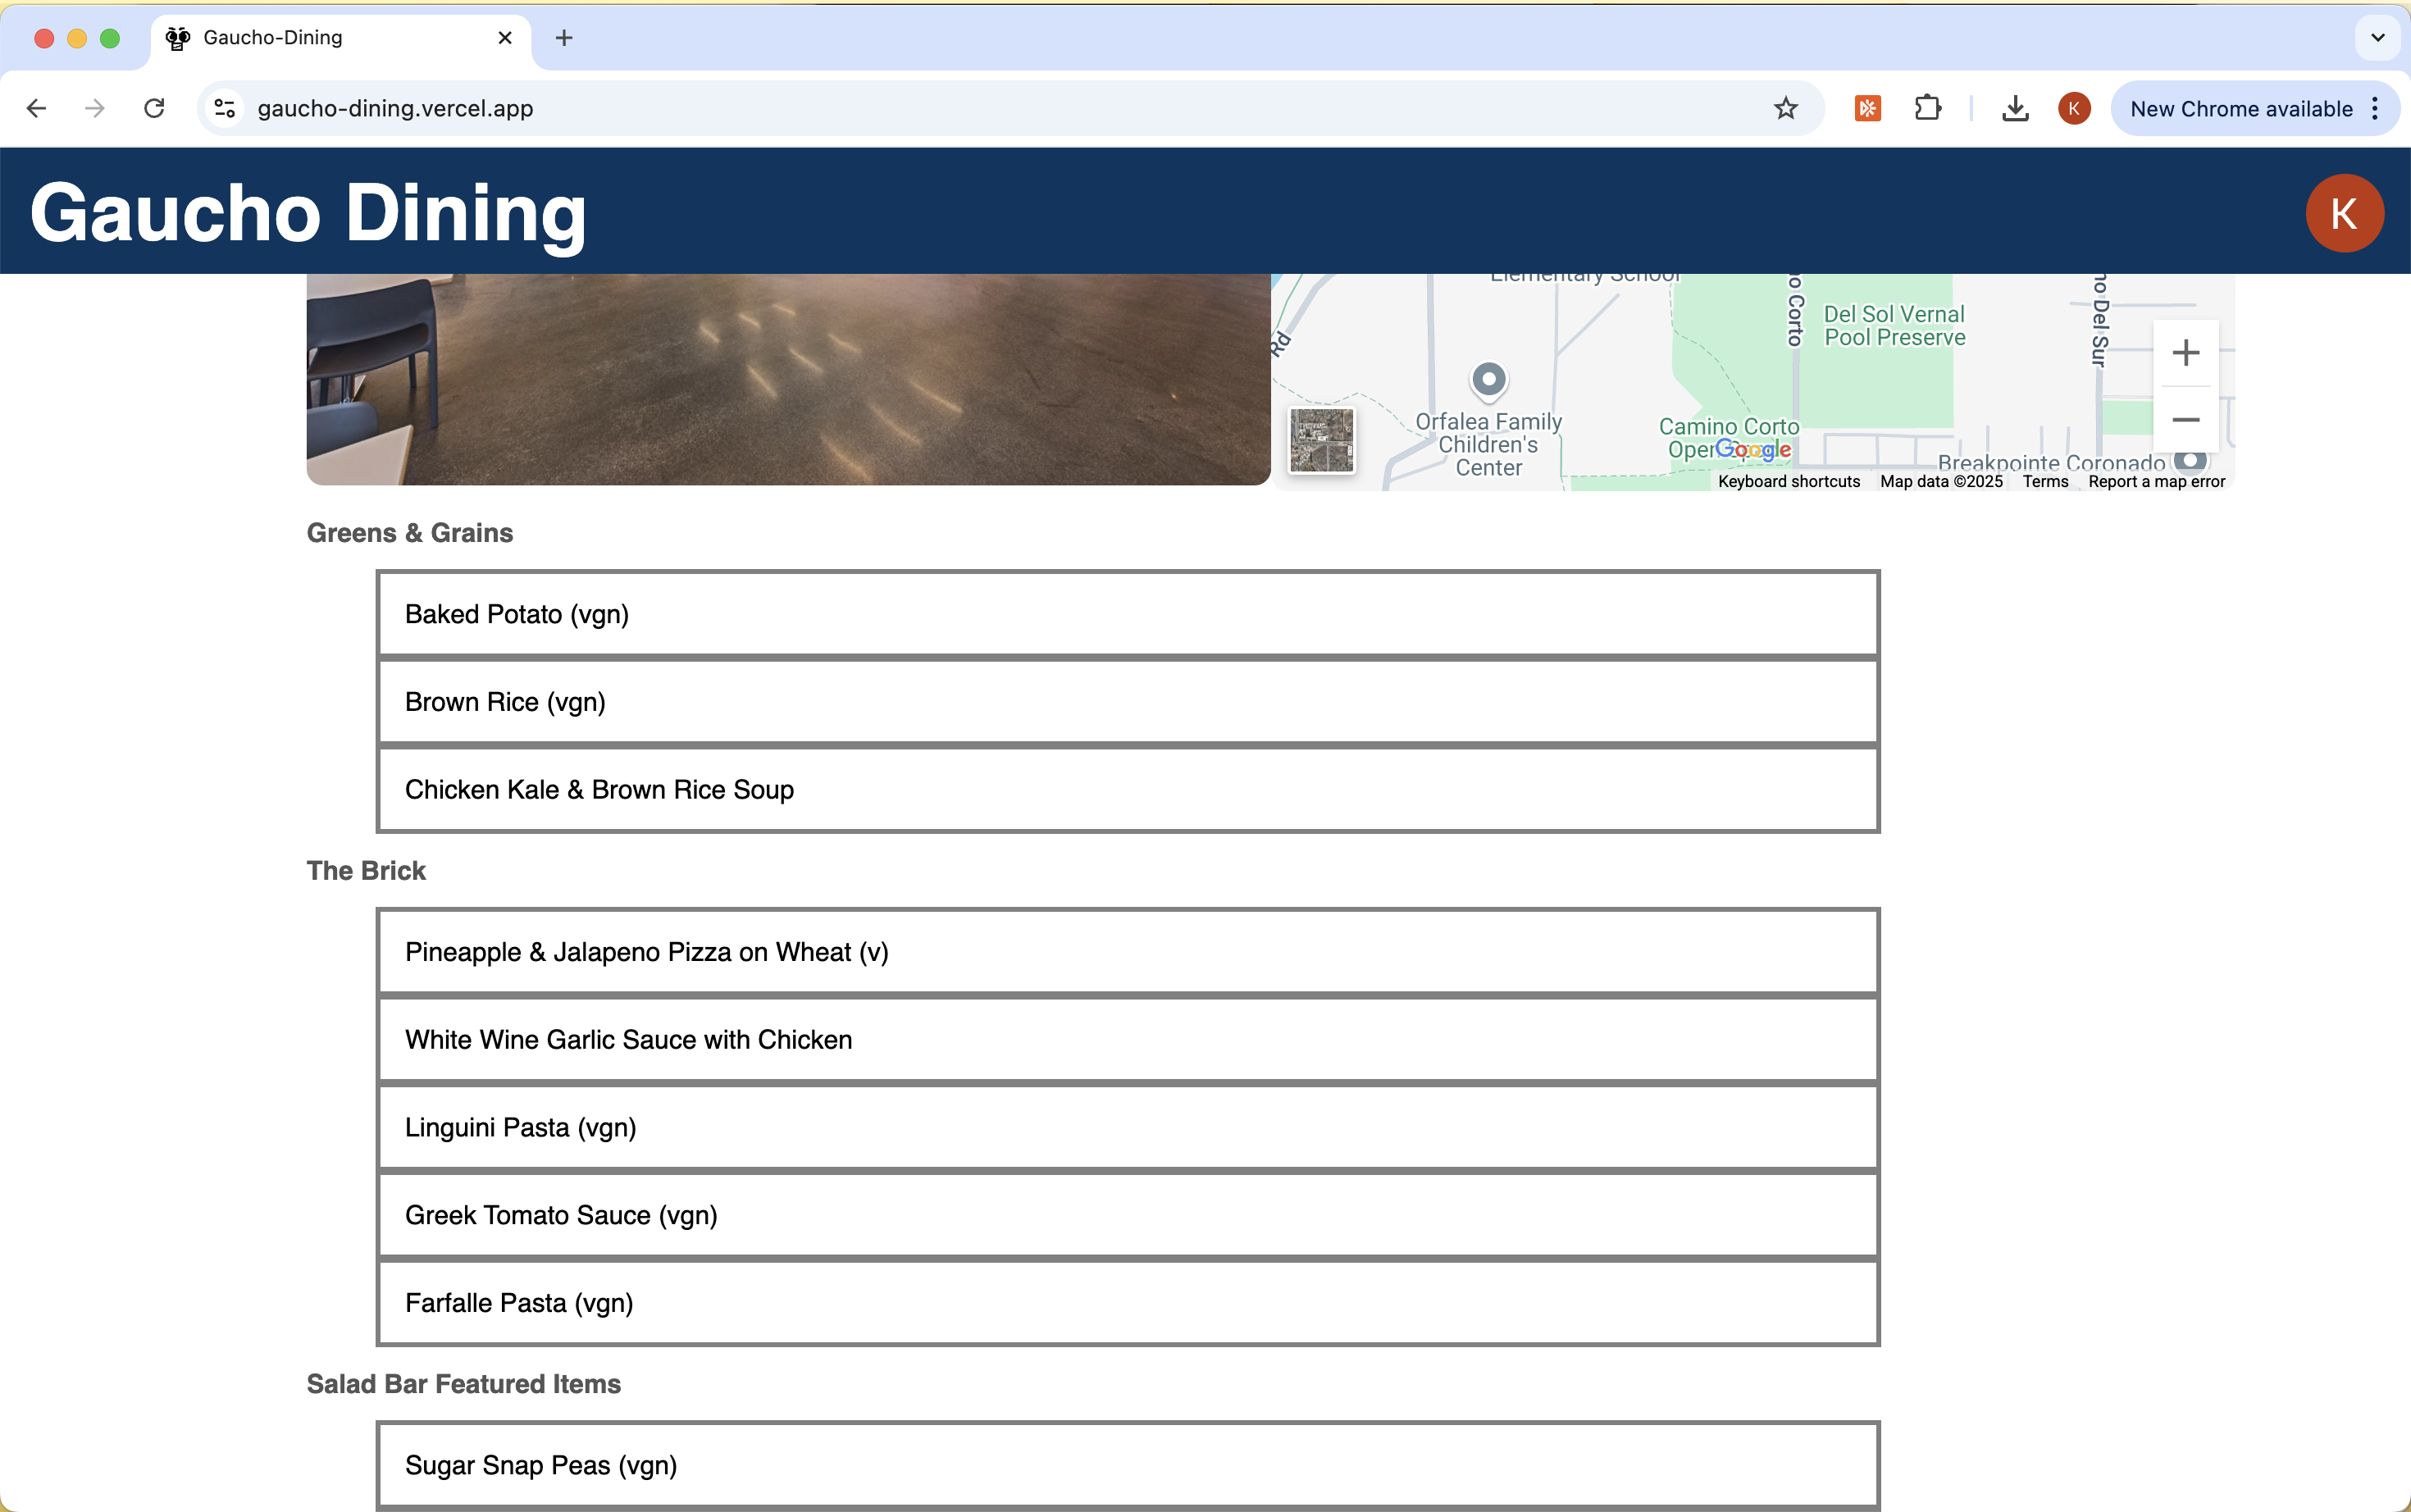 Gaucho-Dining
gaucho-dining.vercel.app
K
New Chrome available
Gaucho Dining
K
Elementary School
Rd
Orfalea Family
Children's
Center
o Corto
Del Sol Vernal
Pool Preserve
Camino Corto
Open
Google
no Del Sur
Breakpointe Coronado
Keyboard shortcuts
Map data ©2025
Terms
Report a map error
Greens & Grains
Baked Potato (vgn)
Brown Rice (vgn)
Chicken Kale & Brown Rice Soup
The Brick
Pineapple & Jalapeno Pizza on Wheat (v)
White Wine Garlic Sauce with Chicken
Linguini Pasta (vgn)
Greek Tomato Sauce (vgn)
Farfalle Pasta (vgn)
Salad Bar Featured Items
Sugar Snap Peas (vgn)